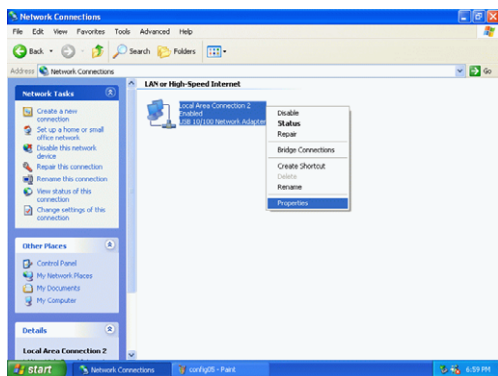 Network Connections
File Edit View Favorites Tools Advanced Help
Back Search Folders
Address Network Connections Go
Network Tasks
Create a new
connection
Set up a home or small
office network
Disable this network
device
Repair this connection
Rename this connection
View status of this
connection
Change settings of this
connection
Other Places
Control Panel
My Network Places
My Documents
My Computer
Details
Local Area Connection 2
LAN or High-Speed Internet
Local Area Connection 2
Enabled
USB 10/100 Network Adapter
Disable
Status
Repair
Bridge Connections
Create Shortcut
Delete
Rename
Properties
start Network Connections config05 - Paint 6:59 PM